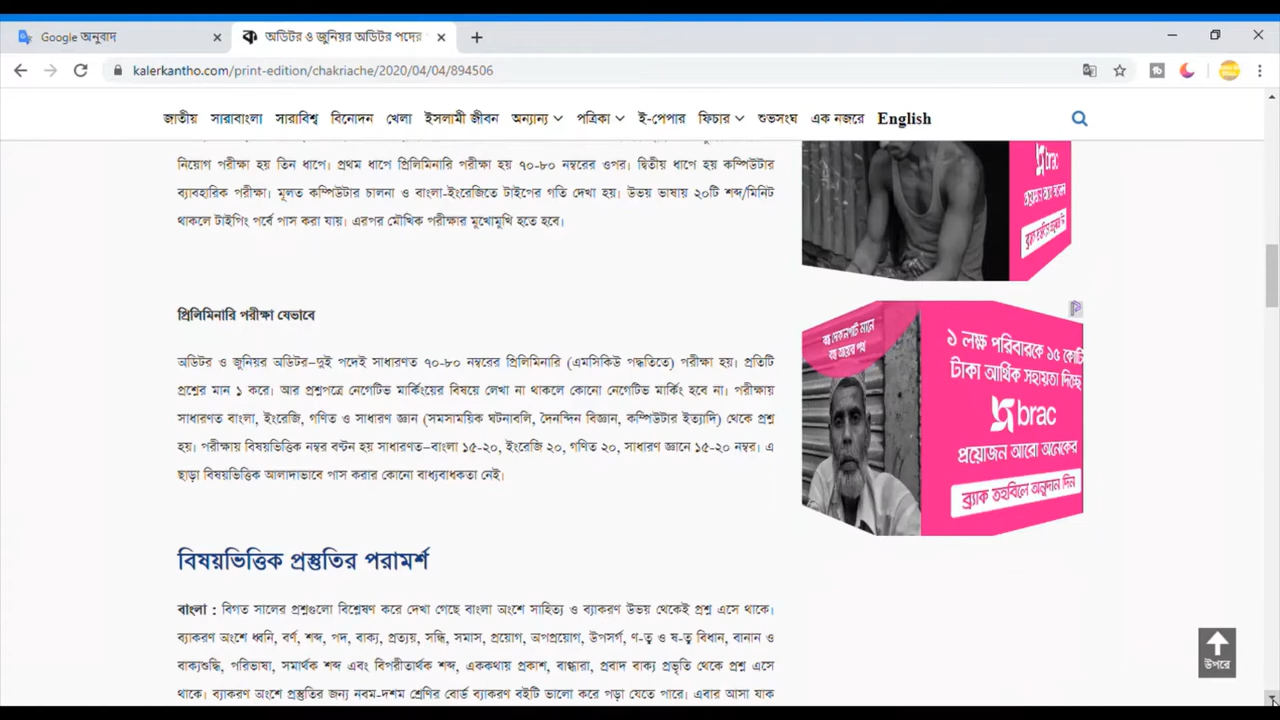 Google অনুবাদ
অডিটর ও জুনিয়র অডিটর পদের
kalerkantho.com/print-edition/chakriache/2020/04/04/894506
জাতীয় সারাবাংলা সারাবিশ্ব বিনোদন খেলা ইসলামী জীবন অন্যান্য পত্রিকা ই-পেপার ফিচার শুভসংঘ এক নজরে English
নিয়োগ পরীক্ষা হয় তিন ধাপে। প্রথম ধাপে প্রিলিমিনারি পরীক্ষা হয় ৭০-৮০ নম্বরের ওপর। দ্বিতীয় ধাপে হয় কম্পিউটার
ব্যাবহারিক পরীক্ষা। মূলত কম্পিউটার চালনা ও বাংলা-ইংরেজিতে টাইপের গতি দেখা হয়। উভয় ভাষায় ২০টি শব্দ/মিনিট
থাকলে টাইপিং পর্বে পাস করা যায়। এরপর মৌখিক পরীক্ষার মুখোমুখি হতে হবে।
প্রিলিমিনারি পরীক্ষা যেভাবে
অডিটর ও জুনিয়র অডিটর–দুই পদেই সাধারণত ৭০-৮০ নম্বরের প্রিলিমিনারি (এমসিকিউ পদ্ধতিতে) পরীক্ষা হয়। প্রতিটি
প্রশ্নের মান ১ করে। আর প্রশ্নপত্রে নেগেটিভ মার্কিংয়ের বিষয়ে লেখা না থাকলে কোনো নেগেটিভ মার্কিং হবে না। পরীক্ষায়
সাধারণত বাংলা, ইংরেজি, গণিত ও সাধারণ জ্ঞান (সমসাময়িক ঘটনাবলি, দৈনন্দিন বিজ্ঞান, কম্পিউটার ইত্যাদি) থেকে প্রশ্ন
হয়। পরীক্ষায় বিষয়ভিত্তিক নম্বর বণ্টন হয় সাধারণত–বাংলা ১৫-২০, ইংরেজি ২০, গণিত ২০, সাধারণ জ্ঞানে ১৫-২০ নম্বর। এ
ছাড়া বিষয়ভিত্তিক আলাদাভাবে পাস করার কোনো বাধ্যবাধকতা নেই।
বিষয়ভিত্তিক প্রস্তুতির পরামর্শ
বাংলা : বিগত সালের প্রশ্নগুলো বিশ্লেষণ করে দেখা গেছে বাংলা অংশে সাহিত্য ও ব্যাকরণ উভয় থেকেই প্রশ্ন এসে থাকে।
ব্যাকরণ অংশে ধ্বনি, বর্ণ, শব্দ, পদ, বাক্য, প্রত্যয়, সন্ধি, সমাস, প্রয়োগ, অপপ্রয়োগ, উপসর্গ, ণ-ত্ব ও ষ-ত্ব বিধান, বানান ও
বাক্যশুদ্ধি, পরিভাষা, সমার্থক শব্দ এবং বিপরীতার্থক শব্দ, এককথায় প্রকাশ, বাগ্ধারা, প্রবাদ বাক্য প্রভৃতি থেকে প্রশ্ন এসে
থাকে। ব্যাকরণ অংশে প্রস্তুতির জন্য নবম-দশম শ্রেণির বোর্ড ব্যাকরণ বইটি ভালো করে পড়া যেতে পারে। এবার আসা যাক
brac
১ লক্ষ পরিবারকে ১৫ কোটি
টাকা আর্থিক সহায়তা দিচ্ছে
brac
প্রয়োজন আরো অনেকের
ব্র্যাক তহবিলে অনুদান দিন
উপরে